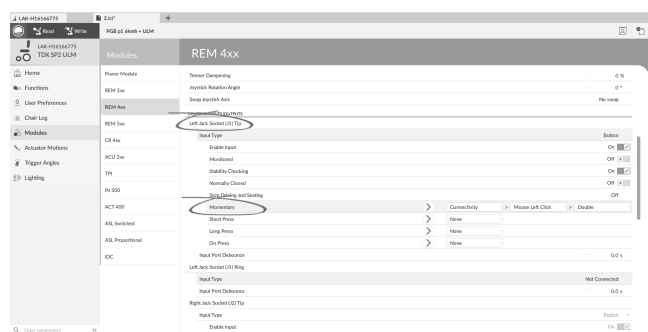 LAK-H16166775
2.lci*
+
Read
Write
PGB p1 6kmh + ULM
LAK-H16166775
TDX SP2 ULM
Modules
REM 4xx
Home
Functions
User Preferences
Chair Log
Modules
Actuator Motions
Trigger Angles
Lighting
Filter parameters
Power Module
REM 2xx
REM 4xx
REM 5xx
CR 4xx
ACU 2xx
TPI
IN 500
ACT 400
ASL Switched
ASL Proportional
IDC
Tremor Dampening 0 %
Joystick Rotation Angle 0 °
Swap Joystick Axis No swap
Left Jack Socket (J1) Tip
Input Type Button
Enable Input On
Monitored Off
Stability Checking On
Normally Closed Off
Stop Driving and Seating Off
Momentary > Connectivity > Mouse Left Click > Double
Short Press > None
Long Press > None
On Press > None
Input Port Debounce 0.0 s
Left Jack Socket (J1) Ring
Input Type Not Connected
Input Port Debounce 0.0 s
Right Jack Socket (J2) Tip
Input Type Button
Enable Input On